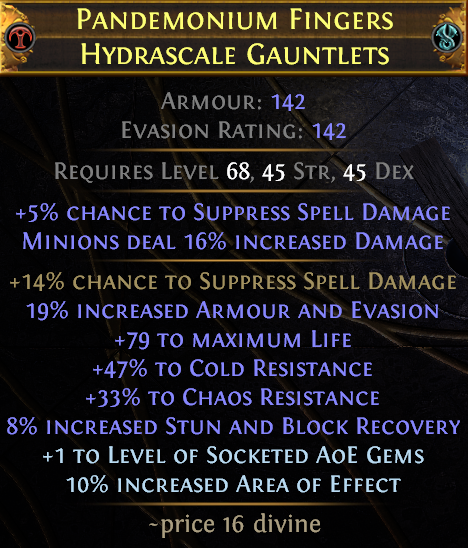 Pandemonium Fingers
Hydrascale Gauntlets
Armour: 142
Evasion Rating: 142
Requires Level 68, 45 Str, 45 Dex
+5% chance to Suppress Spell Damage
Minions deal 16% increased Damage
+14% chance to Suppress Spell Damage
19% increased Armour and Evasion
+79 to maximum Life
+47% to Cold Resistance
+33% to Chaos Resistance
8% increased Stun and Block Recovery
+1 to Level of Socketed AoE Gems
10% increased Area of Effect
~price 16 divine